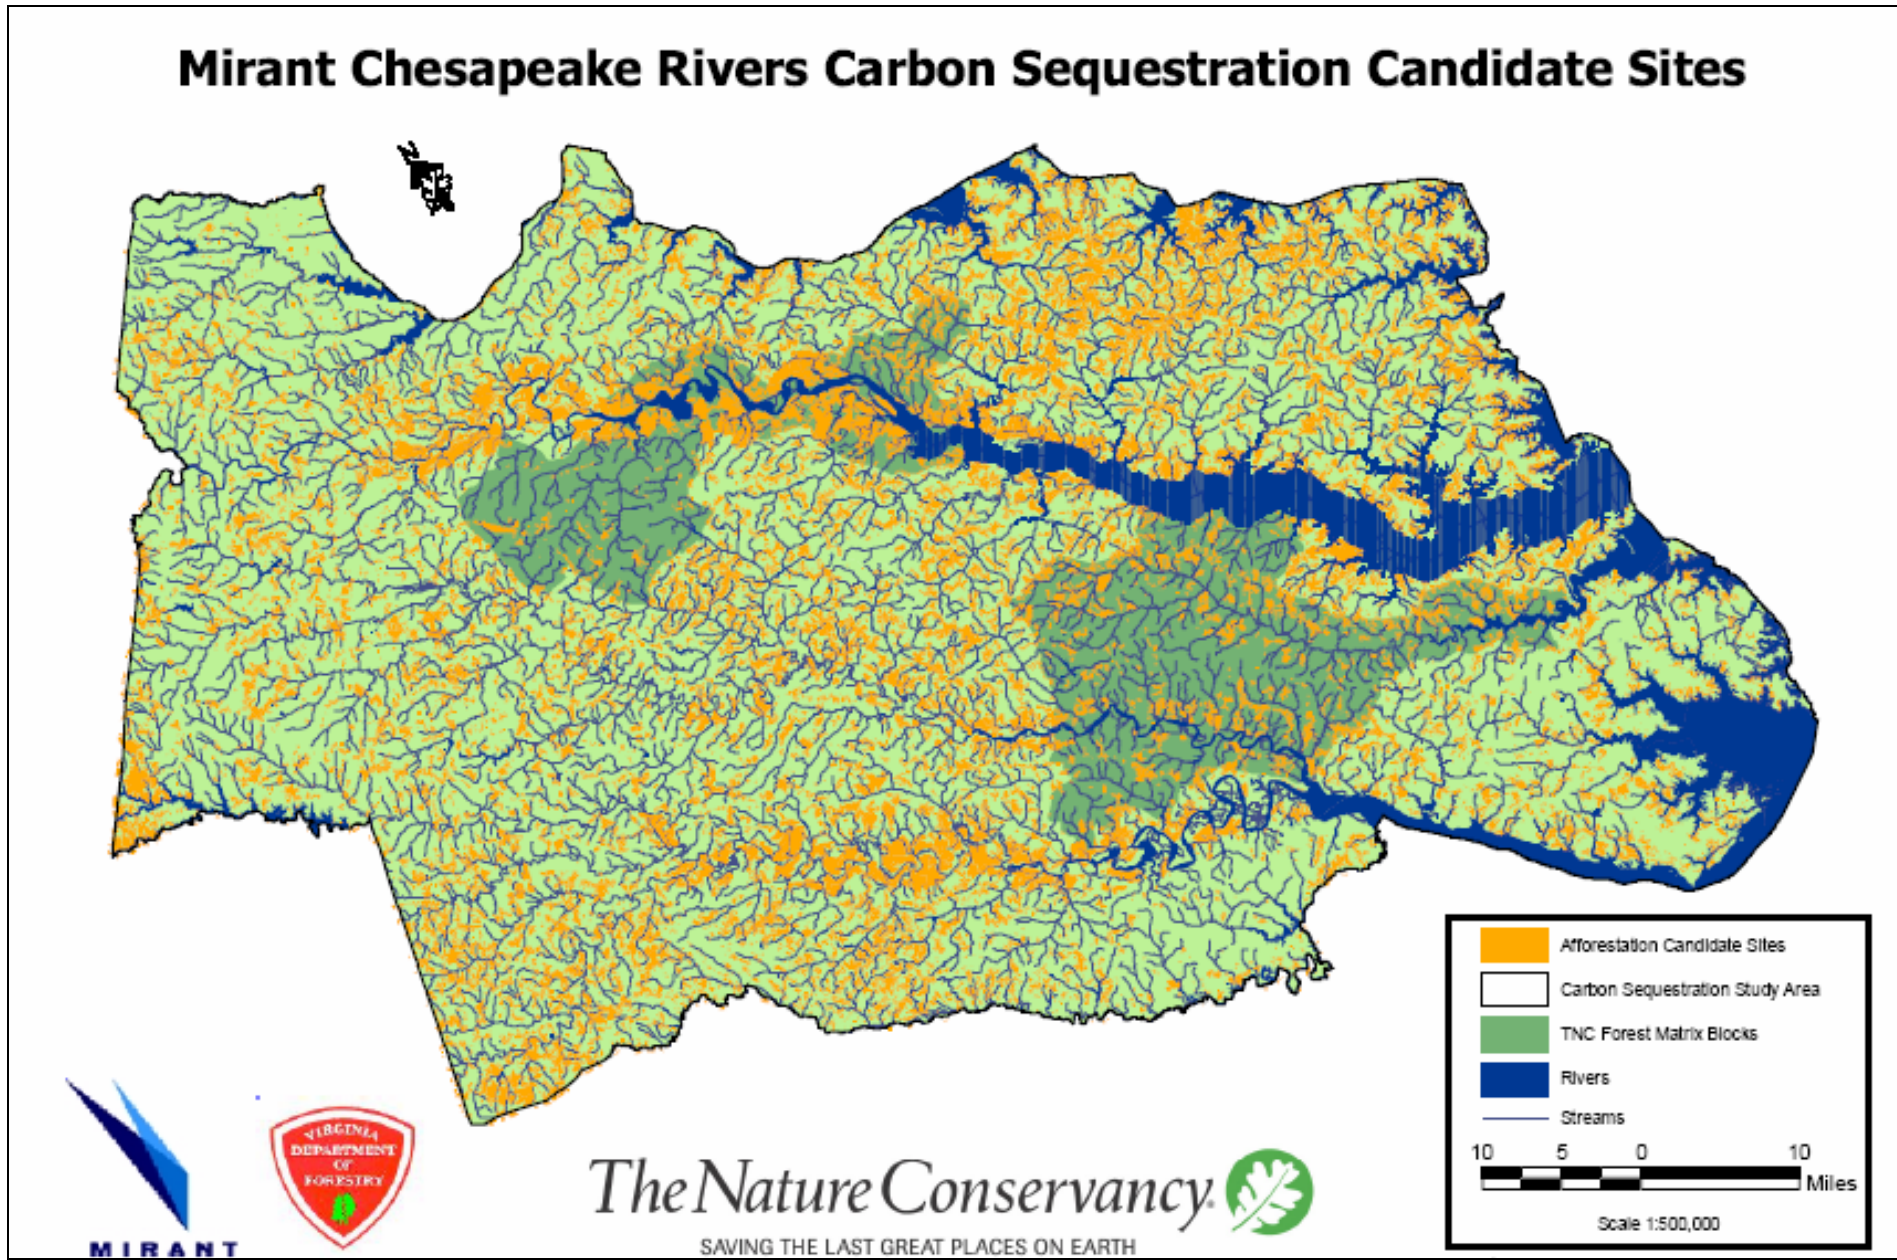 Mirant Chesapeake Rivers Carbon Sequestration Candidate Sites
N
Afforestation Candidate Sites
Carbon Sequestration Study Area
TNC Forest Matrix Blocks
Rivers
Streams
10 5 0 10
Miles
Scale 1:500,000
MIRANT
VIRGINIA
DEPARTMENT
OF
FORESTRY
The Nature Conservancy
SAVING THE LAST GREAT PLACES ON EARTH